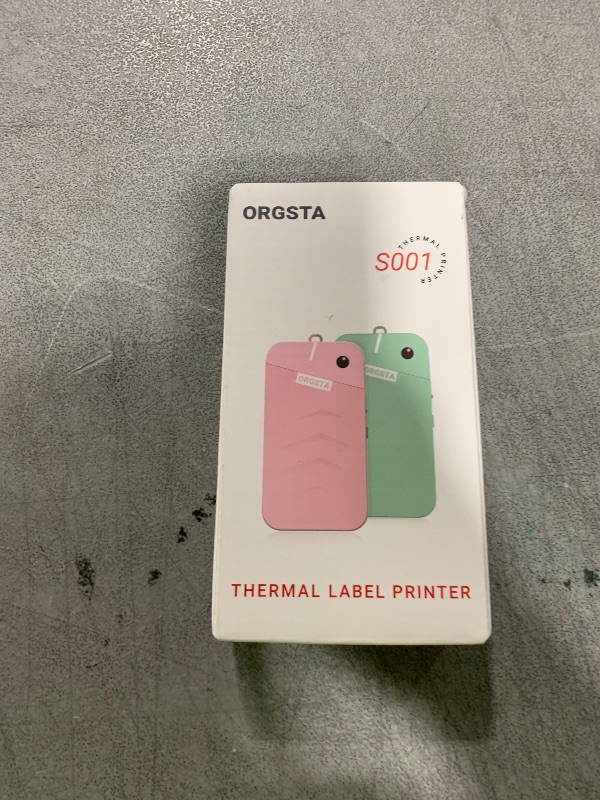 ORGSTA
S001
THERMAL PRINTER
ORGSTA
ORGSTA
THERMAL LABEL PRINTER